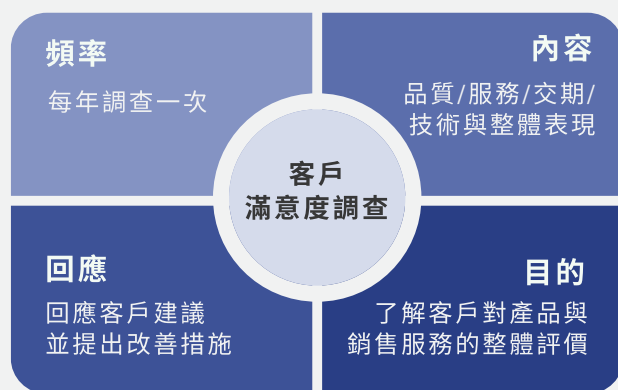 頻率
每年調查一次
內容
品質/服務/交期/
技術與整體表現
客戶
滿意度調查
回應
回應客戶建議
並提出改善措施
目的
了解客戶對產品與
銷售服務的整體評價